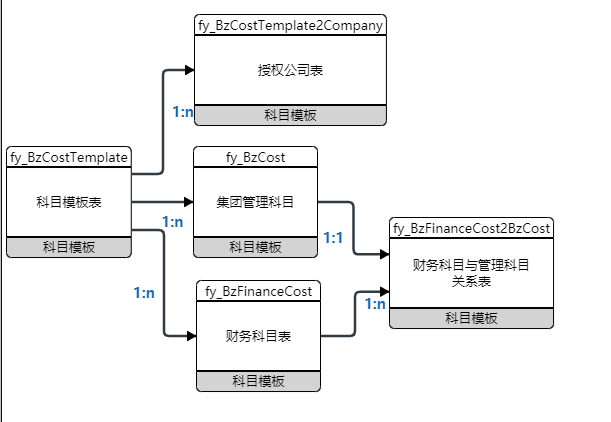 fy_BzCostTemplate2Company
授权公司表
科目模板
1:n
fy_BzCostTemplate
科目模板表
科目模板
1:n
fy_BzCost
集团管理科目
科目模板
1:1
fy_BzFinanceCost2BzCost
财务科目与管理科目
关系表
科目模板
1:n
fy_BzFinanceCost
财务科目表
科目模板
1:n